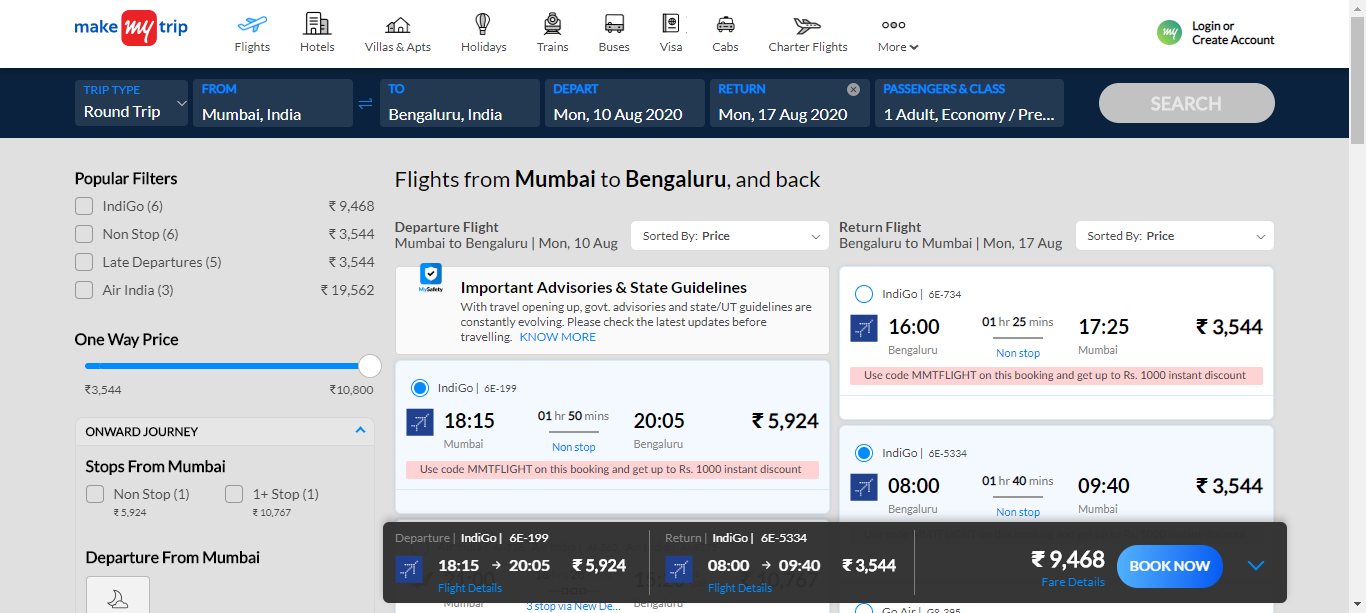 make my trip
Flights
Hotels
Villas & Apts
Holidays
Trains
Buses
Visa
Cabs
Charter Flights
More
my
Login or
Create Account
TRIP TYPE
Round Trip
FROM
Mumbai, India
TO
Bengaluru, India
DEPART
Mon, 10 Aug 2020
RETURN
Mon, 17 Aug 2020
PASSENGERS & CLASS
1 Adult, Economy / Pre...
SEARCH
Popular Filters
IndiGo (6) ₹ 9,468
Non Stop (6) ₹ 3,544
Late Departures (5) ₹ 3,544
Air India (3) ₹ 19,562
One Way Price
₹3,544 ₹10,800
ONWARD JOURNEY
Stops From Mumbai
Non Stop (1) 1+ Stop (1)
₹ 5,924 ₹ 10,767
Departure From Mumbai
Flights from Mumbai to Bengaluru, and back
Departure Flight
Mumbai to Bengaluru | Mon, 10 Aug
Sorted By: Price
MySafety
Important Advisories & State Guidelines
With travel opening up, govt. advisories and state/UT guidelines are
constantly evolving. Please check the latest updates before
travelling. KNOW MORE
IndiGo | 6E-199
18:15 01 hr 50 mins 20:05 ₹ 5,924
Mumbai Non stop Bengaluru
Use code MMTFLIGHT on this booking and get up to Rs. 1000 instant discount
Return Flight
Bengaluru to Mumbai | Mon, 17 Aug
Sorted By: Price
IndiGo | 6E-734
16:00 01 hr 25 mins 17:25 ₹ 3,544
Bengaluru Non stop Mumbai
Use code MMTFLIGHT on this booking and get up to Rs. 1000 instant discount
IndiGo | 6E-5334
08:00 01 hr 40 mins 09:40 ₹ 3,544
Bengaluru Non stop Mumbai
Departure | IndiGo | 6E-199
18:15 → 20:05 ₹ 5,924
Flight Details
Return | IndiGo | 6E-5334
08:00 → 09:40 ₹ 3,544
Flight Details
₹ 9,468
Fare Details
BOOK NOW
Mumbai 3 stop via New De... Bengaluru
Go Air | G8-395